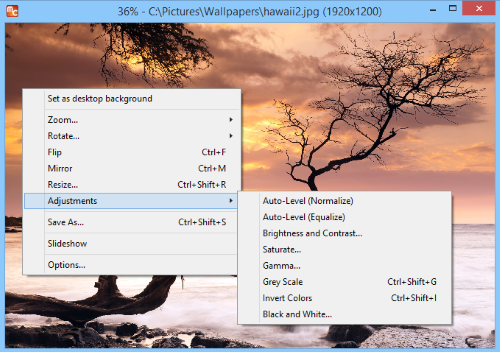 36% - C:\Pictures\Wallpapers\hawaii2.jpg (1920x1200)
Set as desktop background
Zoom...
Rotate...
Flip Ctrl+F
Mirror Ctrl+M
Resize... Ctrl+Shift+R
Adjustments
Save As... Ctrl+Shift+S
Slideshow
Options...
Auto-Level (Normalize)
Auto-Level (Equalize)
Brightness and Contrast...
Saturate...
Gamma...
Grey Scale Ctrl+Shift+G
Invert Colors Ctrl+Shift+I
Black and White...